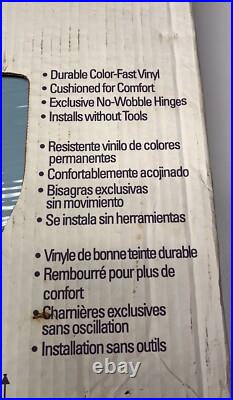 • Durable Color-Fast Vinyl
• Cushioned for Comfort
• Exclusive No-Wobble Hinges
• Installs without Tools
• Resistente vinilo de colores
permanentes
• Confortablemente acojinado
• Bisagras exclusivas
sin movimiento
• Se instala sin herramientas
• Vinyle de bonne teinte durable
• Rembourré pour plus de
confort
• Charnières exclusives
sans oscillation
• Installation sans outils
watermark.com